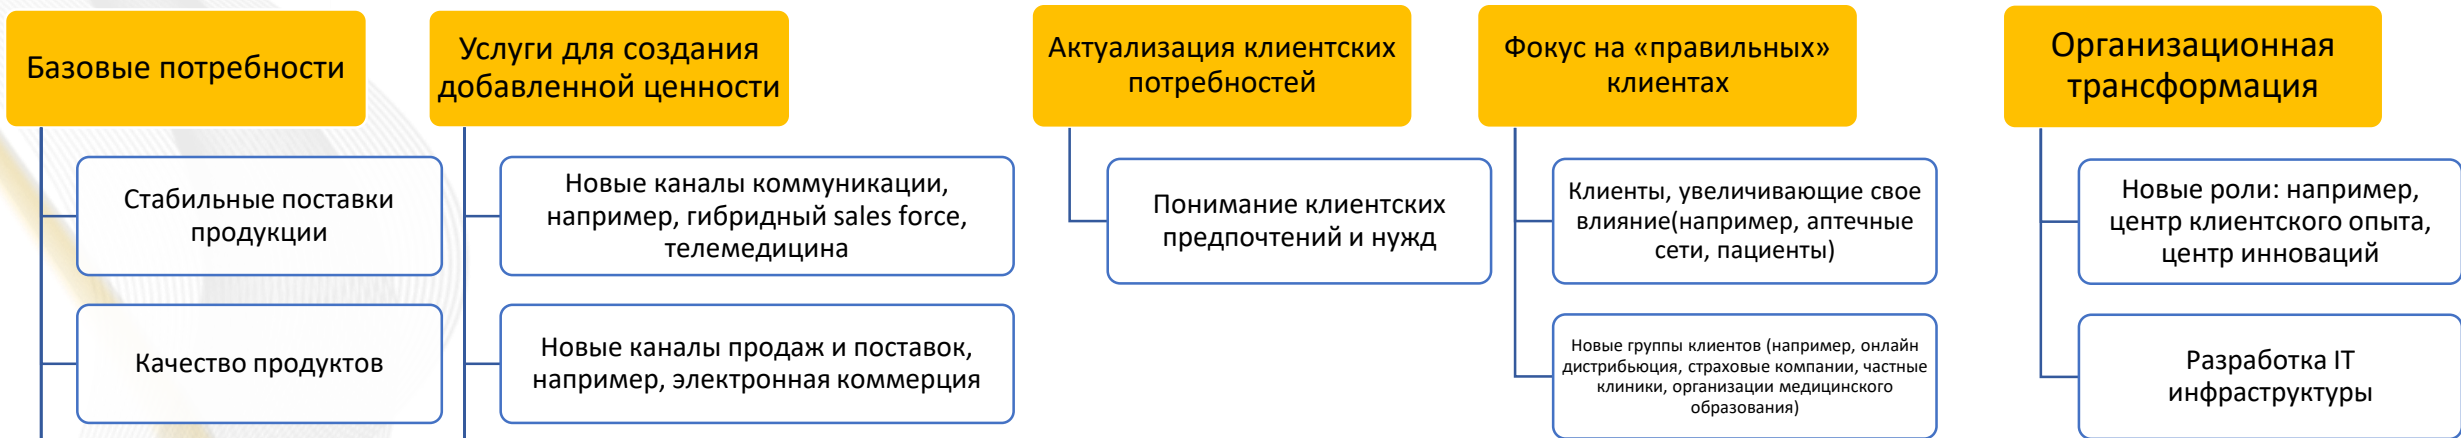 Базовые потребности
Стабильные поставки
продукции
Качество продуктов
Услуги для создания
добавленной ценности
Новые каналы коммуникации,
например, гибридный sales force,
телемедицина
Новые каналы продаж и поставок,
например, электронная коммерция
Актуализация клиентских
потребностей
Понимание клиентских
предпочтений и нужд
Фокус на «правильных»
клиентах
Клиенты, увеличивающие свое
влияние(например, аптечные
сети, пациенты)
Новые группы клиентов (например, онлайн
дистрибьюция, страховые компании, частные
клиники, организации медицинского
образования)
Организационная
трансформация
Новые роли: например,
центр клиентского опыта,
центр инноваций
Разработка IT
инфраструктуры